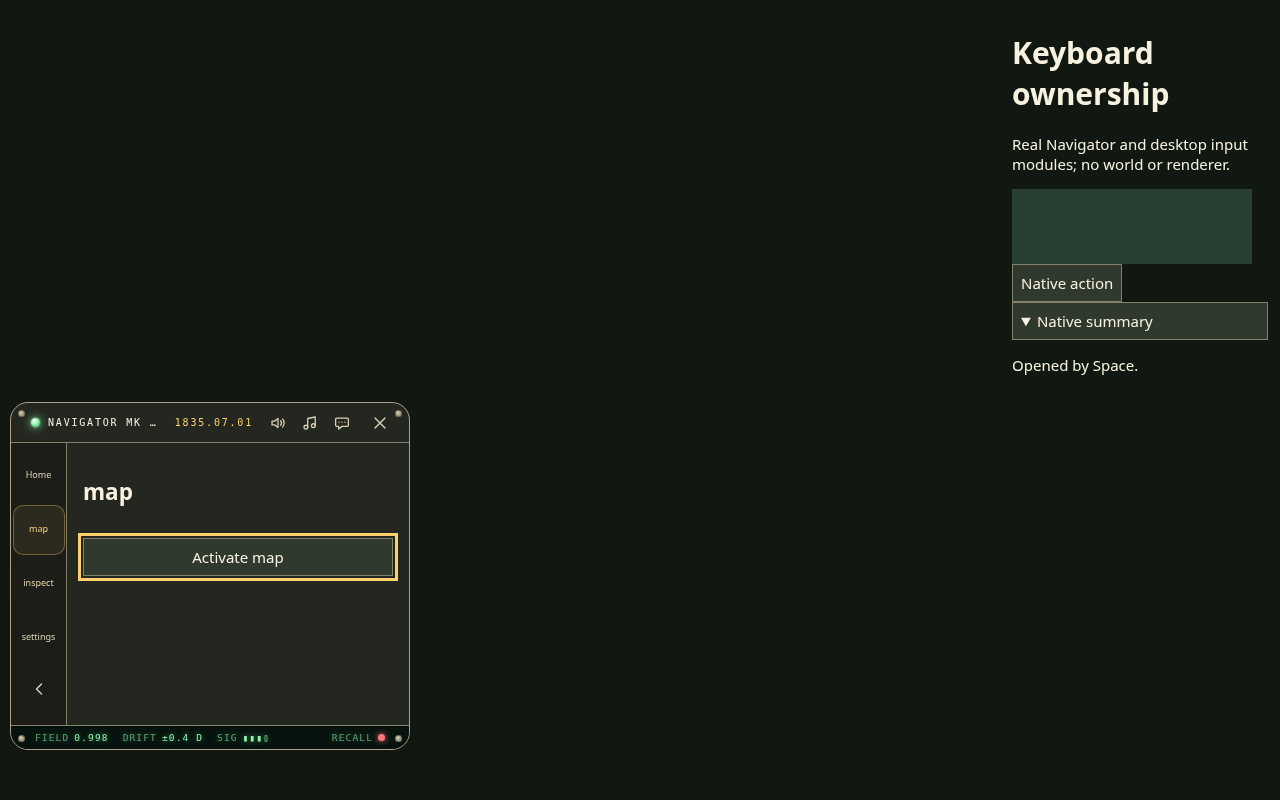 Keyboard
ownership
Real Navigator and desktop input
modules; no world or renderer.
Native action
Native summary
Opened by Space.
NAVIGATOR MK … 1835.07.01
Home
map
inspect
settings
map
Activate map
FIELD 0.998 DRIFT ±0.4 D SIG RECALL